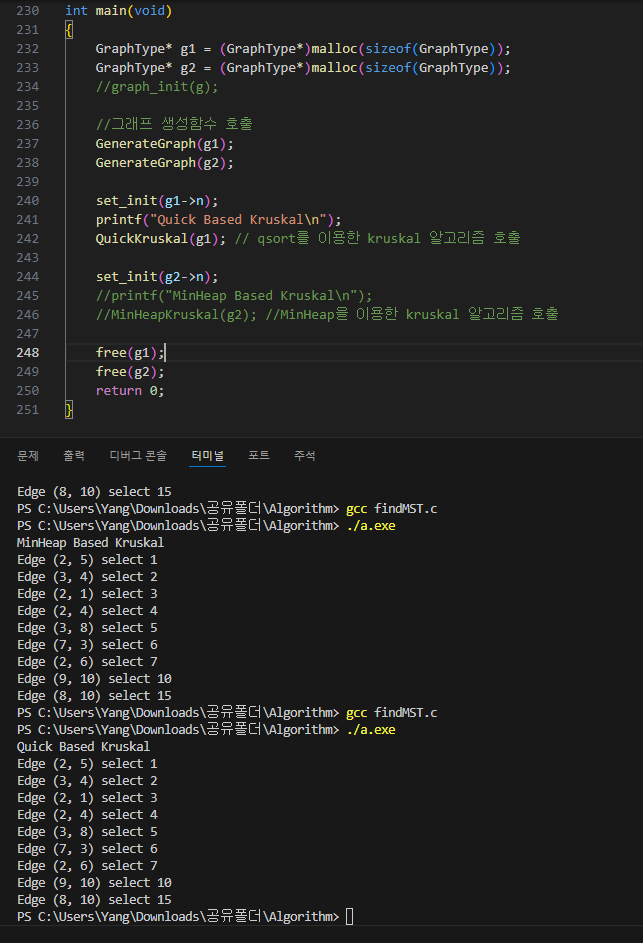 230 int main(void)
231 {
232 GraphType* g1 = (GraphType*)malloc(sizeof(GraphType));
233 GraphType* g2 = (GraphType*)malloc(sizeof(GraphType));
234 //graph_init(g);
235
236 //그래프 생성함수 호출
237 GenerateGraph(g1);
238 GenerateGraph(g2);
239
240 set_init(g1->n);
241 printf("Quick Based Kruskal\n");
242 QuickKruskal(g1); // qsort를 이용한 kruskal 알고리즘 호출
243
244 set_init(g2->n);
245 //printf("MinHeap Based Kruskal\n");
246 //MinHeapKruskal(g2); //MinHeap을 이용한 kruskal 알고리즘 호출
247
248 free(g1);
249 free(g2);
250 return 0;
251 }
문제 출력 디버그 콘솔 터미널 포트 주석
Edge (8, 10) select 15
PS C:\Users\Yang\Downloads\공유폴더\Algorithm> gcc findMST.c
PS C:\Users\Yang\Downloads\공유폴더\Algorithm> ./a.exe
MinHeap Based Kruskal
Edge (2, 5) select 1
Edge (3, 4) select 2
Edge (2, 1) select 3
Edge (2, 4) select 4
Edge (3, 8) select 5
Edge (7, 3) select 6
Edge (2, 6) select 7
Edge (9, 10) select 10
Edge (8, 10) select 15
PS C:\Users\Yang\Downloads\공유폴더\Algorithm> gcc findMST.c
PS C:\Users\Yang\Downloads\공유폴더\Algorithm> ./a.exe
Quick Based Kruskal
Edge (2, 5) select 1
Edge (3, 4) select 2
Edge (2, 1) select 3
Edge (2, 4) select 4
Edge (3, 8) select 5
Edge (7, 3) select 6
Edge (2, 6) select 7
Edge (9, 10) select 10
Edge (8, 10) select 15
PS C:\Users\Yang\Downloads\공유폴더\Algorithm>